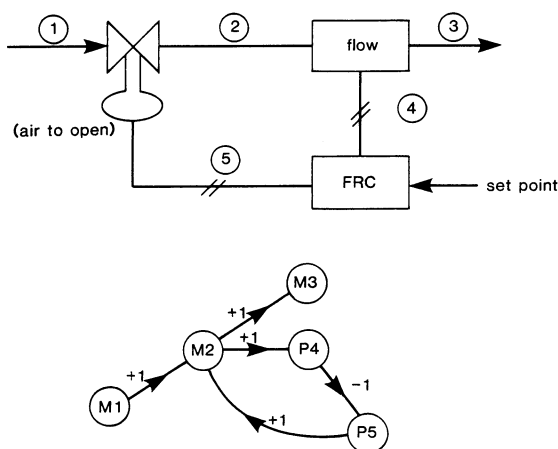 1
2
flow
3
(air to open)
4
5
FRC
set point
M3
+1
M2
+1
P4
+1
-1
M1
+1
P5